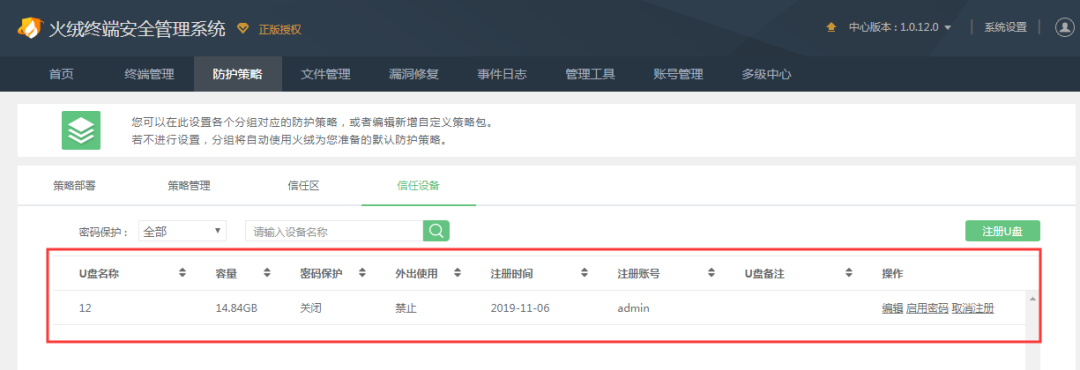 火绒终端安全管理系统 正版授权 中心版本：1.0.12.0 系统设置
首页 终端管理 防护策略 文件管理 漏洞修复 事件日志 管理工具 账号管理 多级中心
您可以在此设置各个分组对应的防护策略，或者编辑新增自定义策略包。
若不进行设置，分组将自动使用火绒为您准备的默认防护策略。
策略部署 策略管理 信任区 信任设备
密码保护： 全部 请输入设备名称 注册U盘
U盘名称 容量 密码保护 外出使用 注册时间 注册账号 U盘备注 操作
12 14.84GB 关闭 禁止 2019-11-06 admin 编辑 启用密码 取消注册